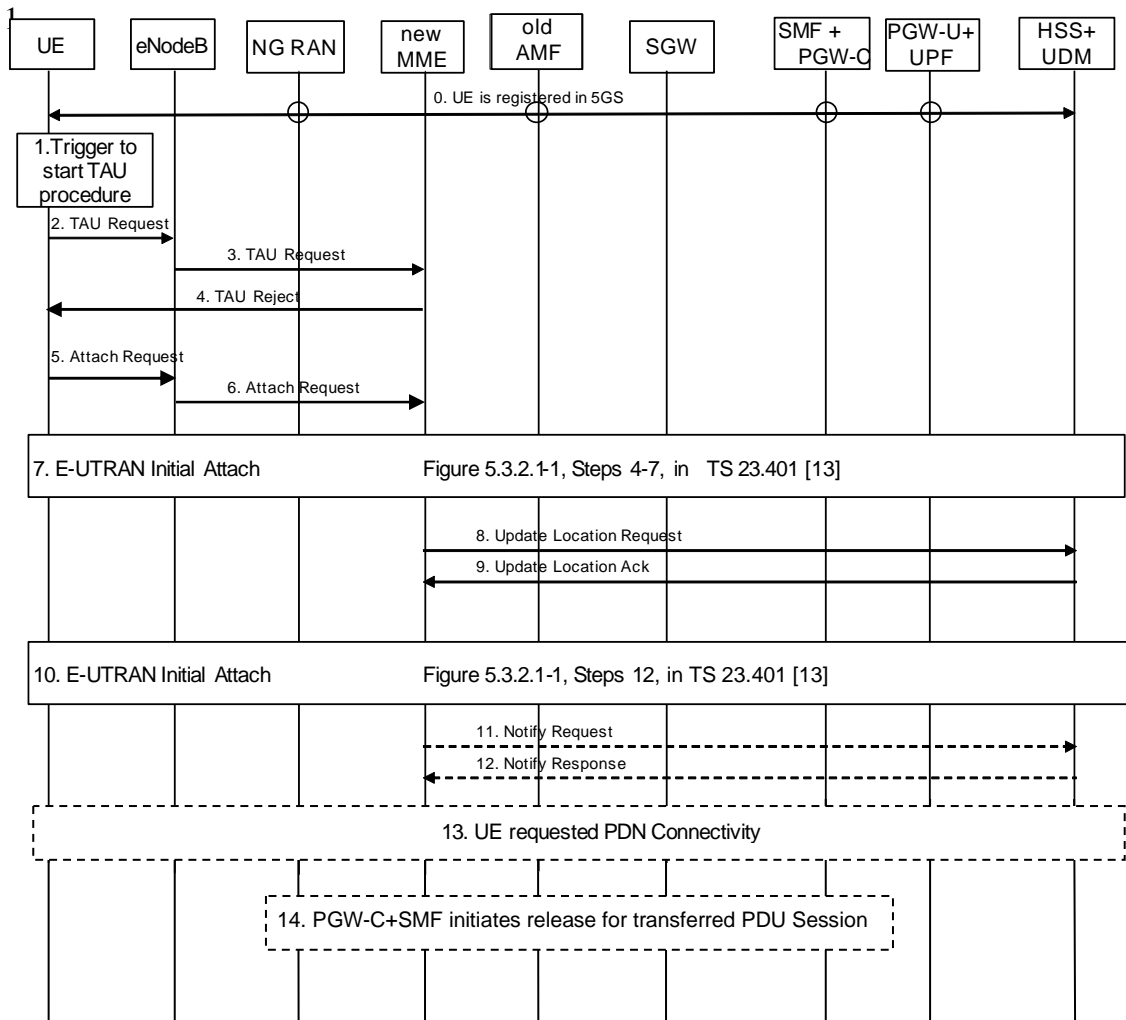 1
UE
eNodeB
NG RAN
new
MME
old
AMF
SGW
SMF +
PGW-C
PGW-U+
UPF
HSS+
UDM
0. UE is registered in 5GS
1.Trigger to
start TAU
procedure
2. TAU Request
3. TAU Request
4. TAU Reject
5. Attach Request
6. Attach Request
7. E-UTRAN Initial Attach Figure 5.3.2.1-1, Steps 4-7, in TS 23.401 [13]
8. Update Location Request
9. Update Location Ack
10. E-UTRAN Initial Attach Figure 5.3.2.1-1, Steps 12, in TS 23.401 [13]
11. Notify Request
12. Notify Response
13. UE requested PDN Connectivity
14. PGW-C+SMF initiates release for transferred PDU Session